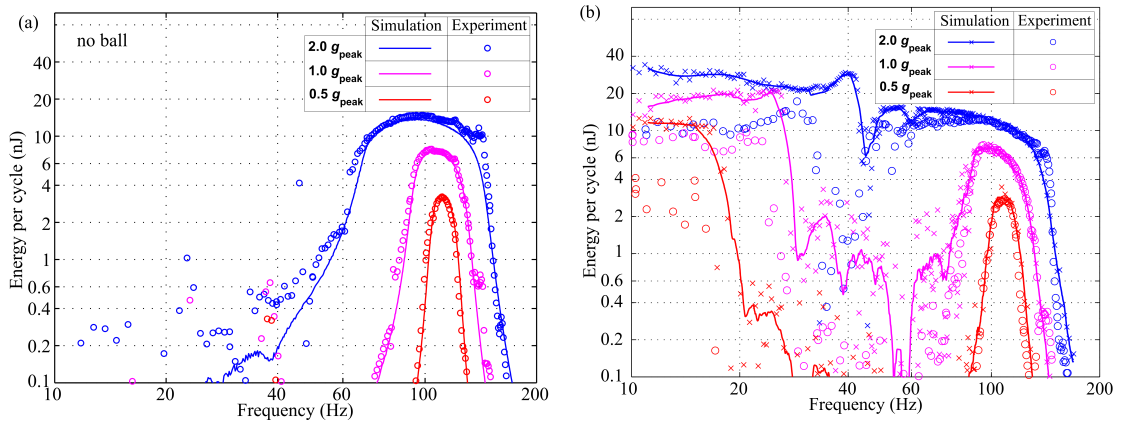 (a)
no ball
Simulation Experiment
2.0 gpeak
1.0 gpeak
0.5 gpeak
Energy per cycle (nJ)
40
20
10
6
4
2
1
0.6
0.4
0.2
0.1
20 40 60 100 200
Frequency (Hz)
(b)
Simulation Experiment
2.0 gpeak
1.0 gpeak
0.5 gpeak
Energy per cycle (nJ)
40
20
10
6
4
2
1
0.6
0.4
0.2
0.1
10 20 40 60 100 200
Frequency (Hz)